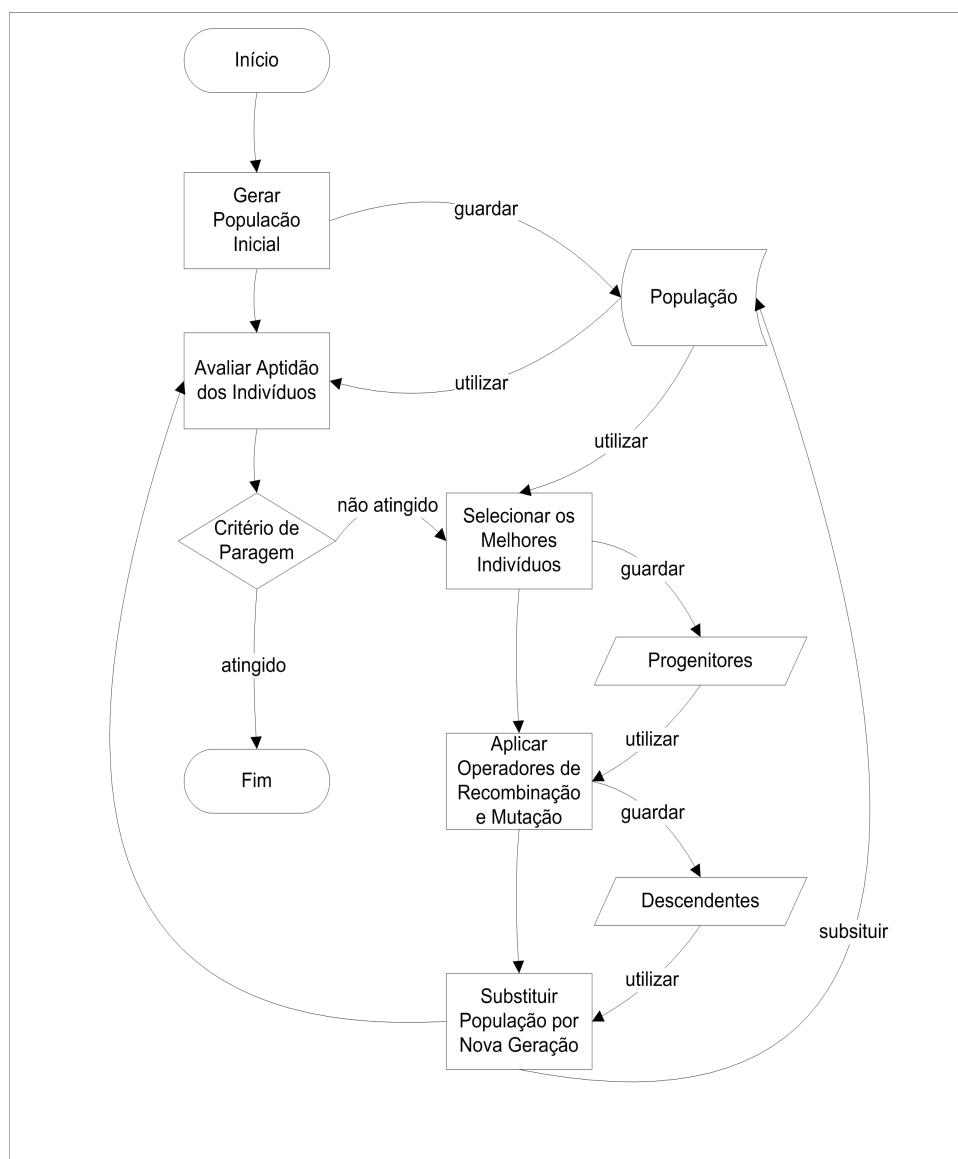 Início
Gerar
Populacão
Inicial
guardar
População
Avaliar Aptidão
dos Indivíduos
utilizar
utilizar
não atingido
Critério de
Paragem
Selecionar os
Melhores
Indivíduos
guardar
Progenitores
atingido
utilizar
Fim
Aplicar
Operadores de
Recombinação
e Mutação
guardar
Descendentes
subsituir
utilizar
Substituir
População por
Nova Geração